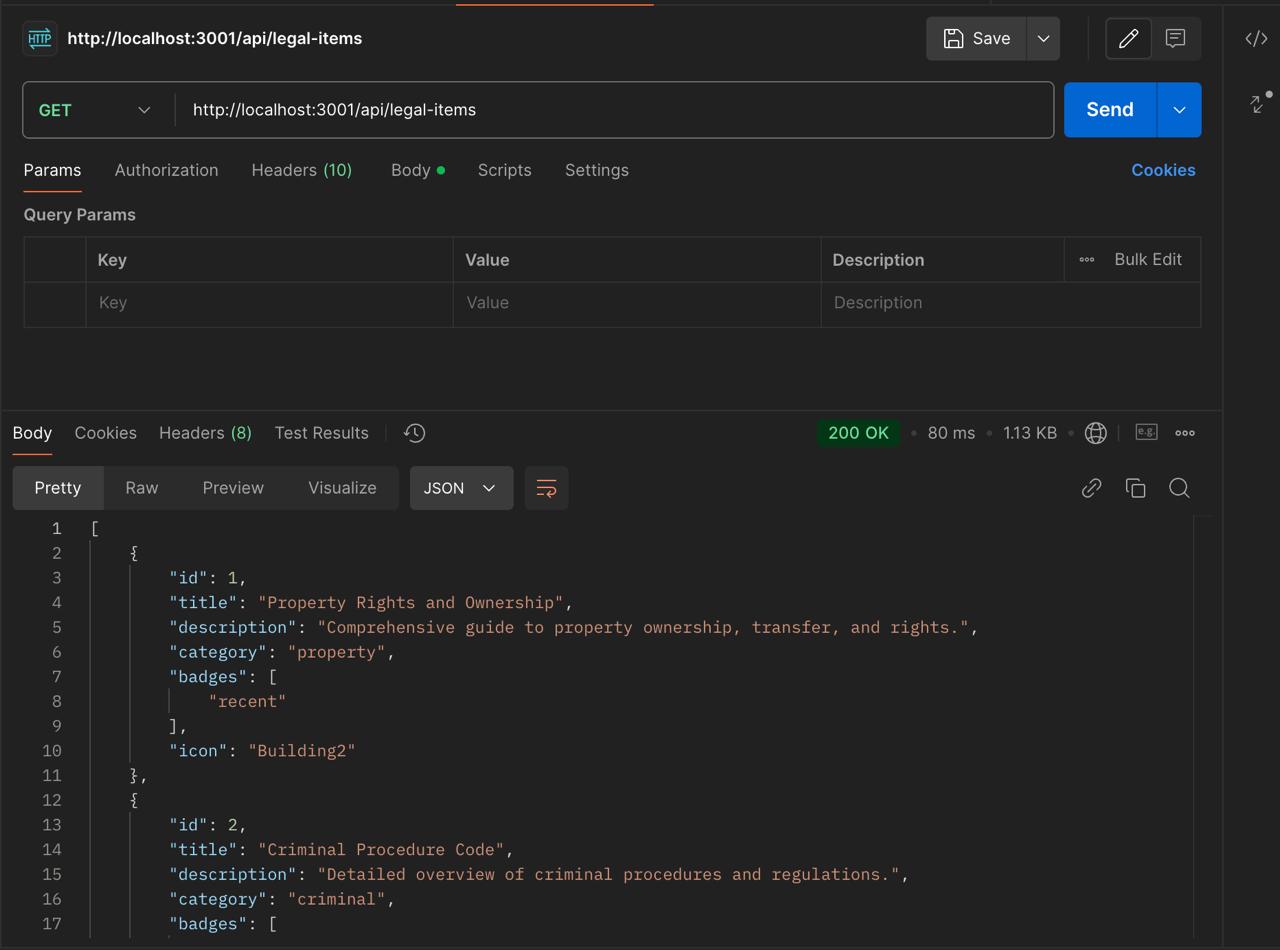 HTTP http://localhost:3001/api/legal-items Save
GET http://localhost:3001/api/legal-items Send
Params Authorization Headers (10) Body Scripts Settings Cookies
Query Params
Key Value Description Bulk Edit
Key Value Description
Body Cookies Headers (8) Test Results 200 OK 80 ms 1.13 KB e.g.
Pretty Raw Preview Visualize JSON
1 [
2 {
3 "id": 1,
4 "title": "Property Rights and Ownership",
5 "description": "Comprehensive guide to property ownership, transfer, and rights.",
6 "category": "property",
7 "badges": [
8 "recent"
9 ],
10 "icon": "Building2"
11 },
12 {
13 "id": 2,
14 "title": "Criminal Procedure Code",
15 "description": "Detailed overview of criminal procedures and regulations.",
16 "category": "criminal",
17 "badges": [